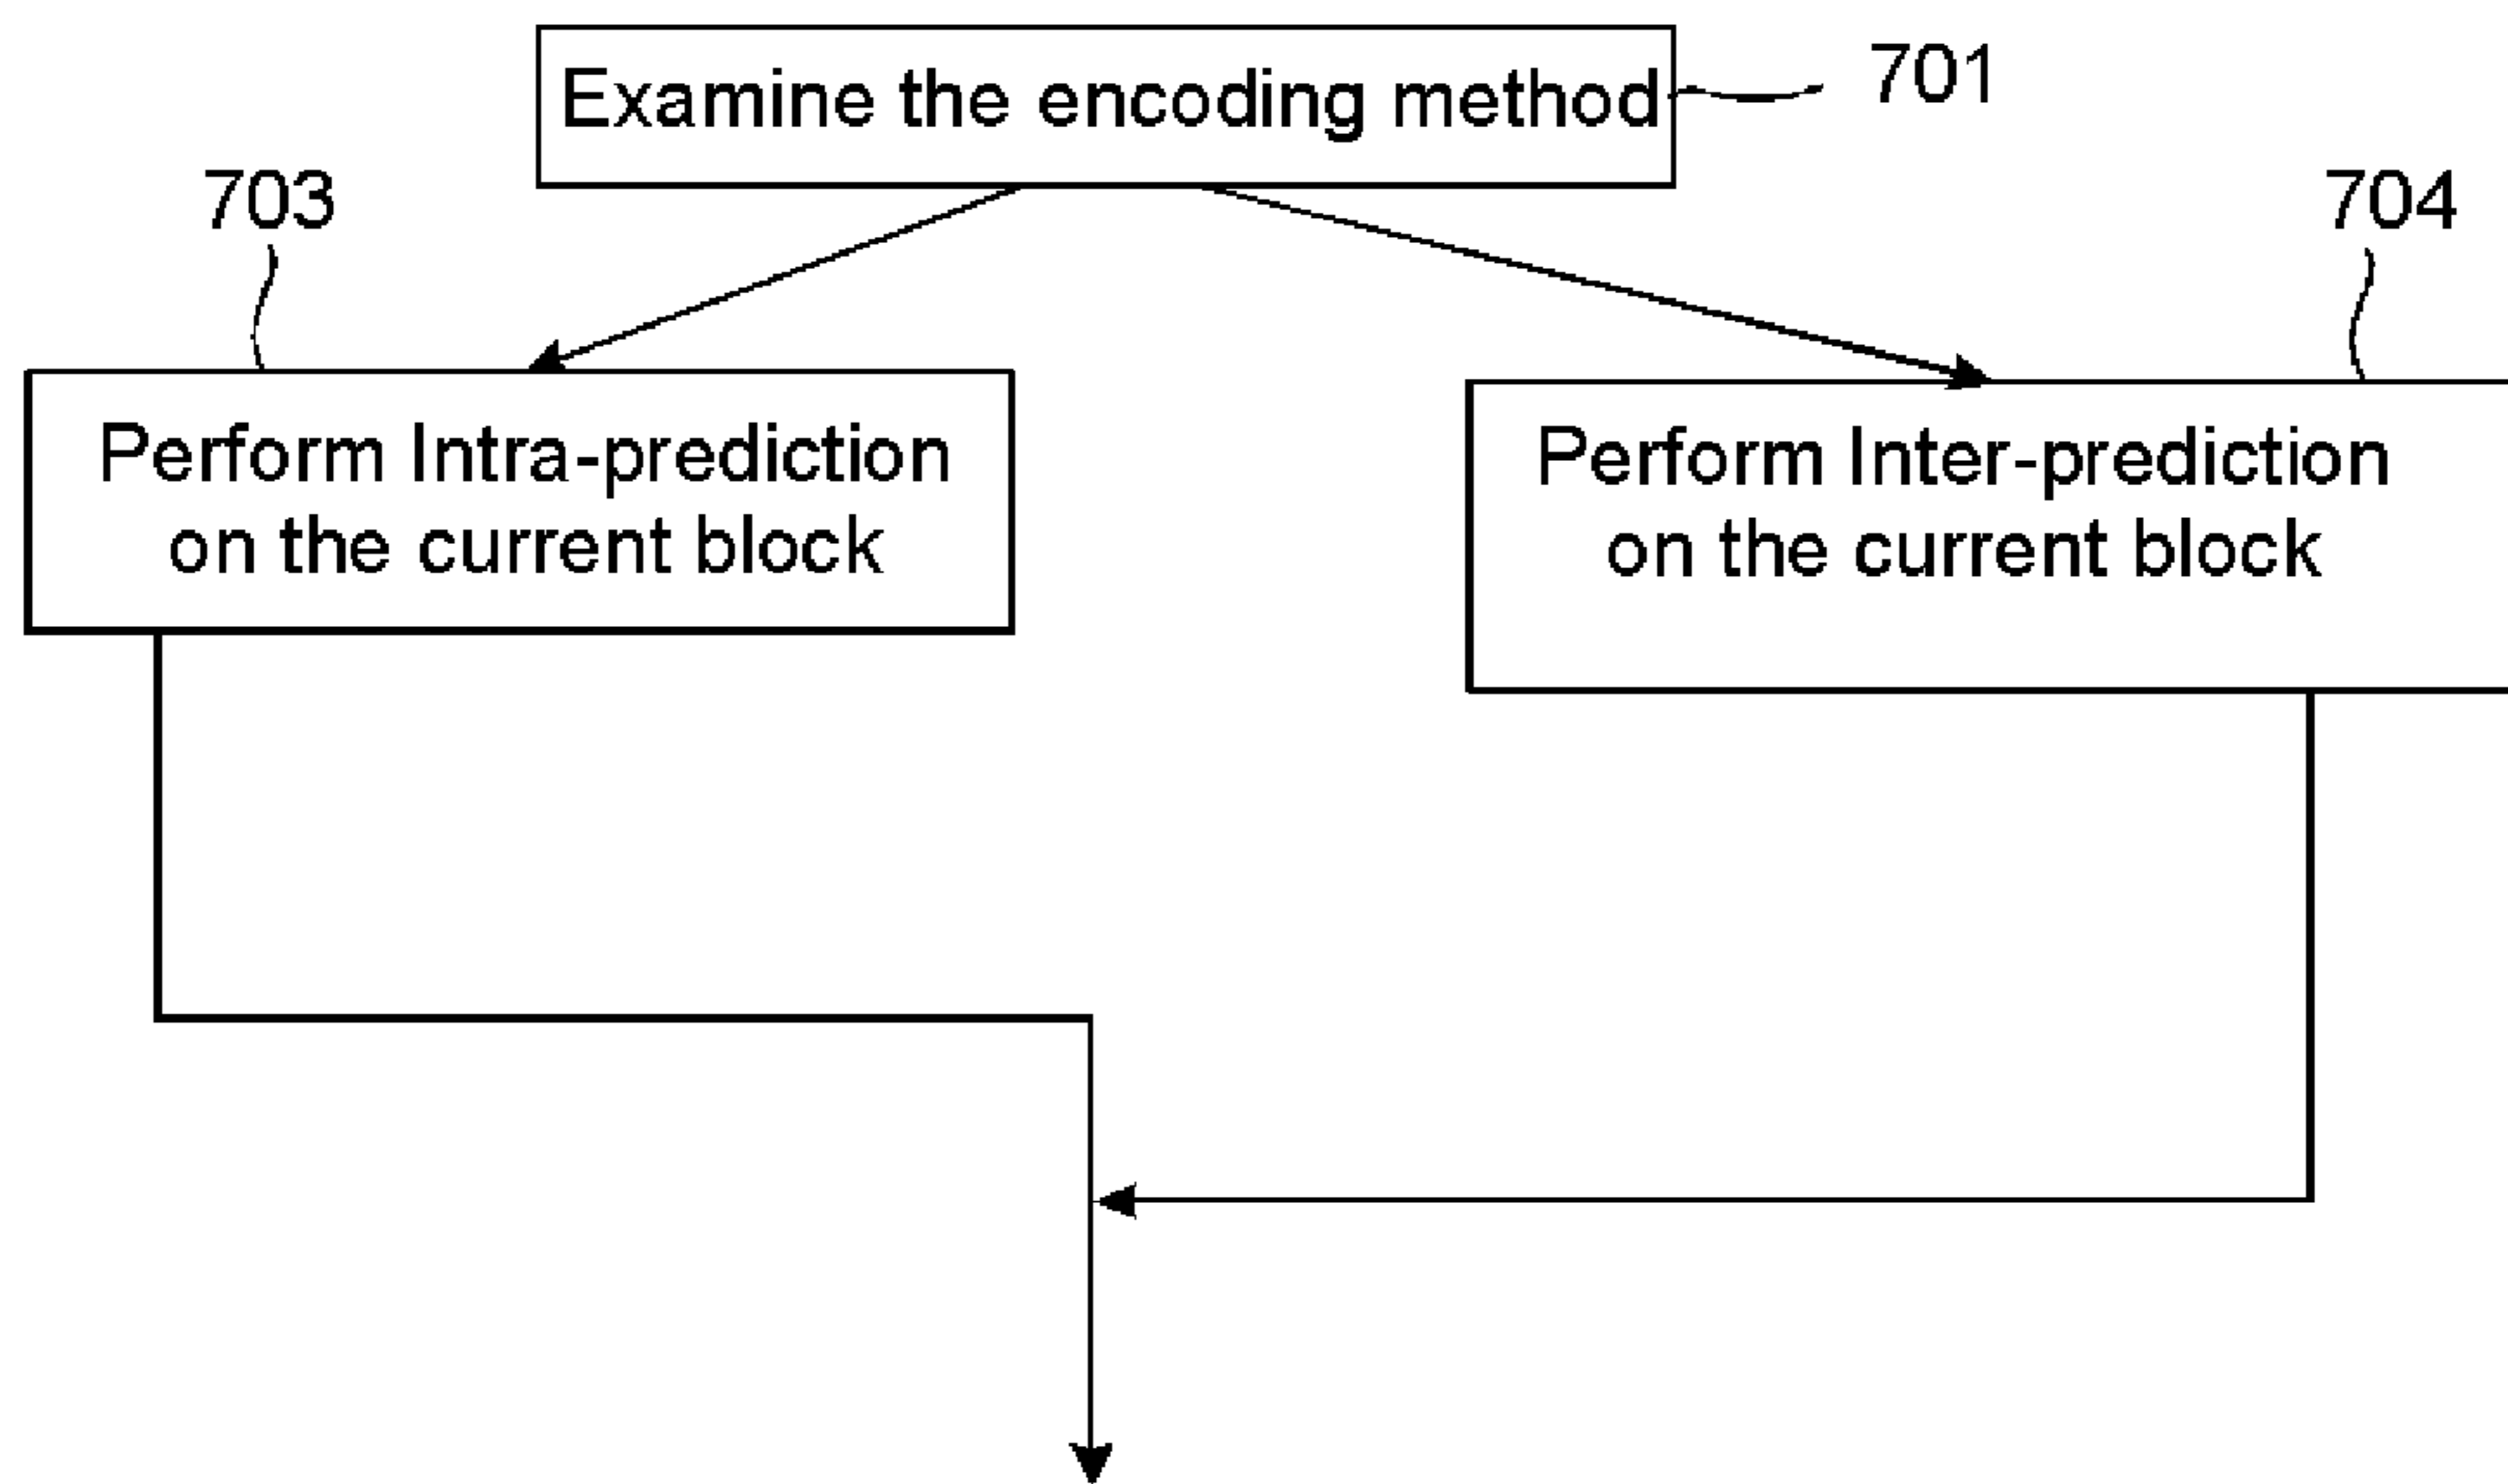 Examine the encoding method
701
703
704
Perform Intra-prediction
on the current block
Perform Inter-prediction
on the current block